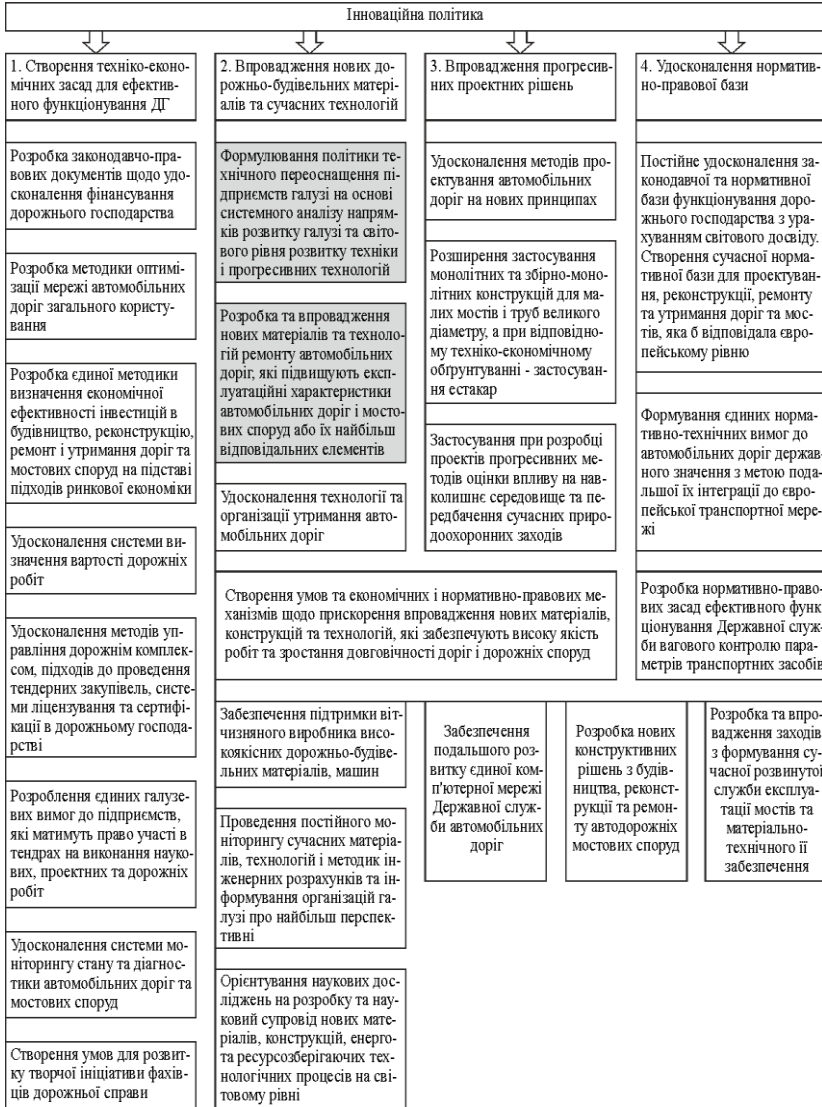 Інноваційна політика
1. Створення техніко-еконо-
мічних засад для ефектив-
ного функціонування ДГ
2. Впровадження нових до-
рожньо-будівельних матері-
алів та сучасних технологій
3. Впровадження прогресив-
них проектних рішень
4. Удосконалення норматив-
но-правової бази
Розробка законодавчо-пра-
вових документів щодо удо-
сконалення фінансування
дорожнього господарства
Розробка методики оптимі-
зації мережі автомобільних
доріг загального користу-
вання
Розробка єдиної методики
визначення економічної
ефективності інвестицій в
будівництво, реконструкцію,
ремонт і утримання доріг та
мостових споруд на підставі
підходів ринкової економіки
Удосконалення системи ви-
значення вартості дорожніх
робіт
Удосконалення методів уп-
равління дорожнім комплек-
сом, підходів до проведення
тендерних закупівель, систе-
ми ліцензування та сертифі-
кації в дорожньому господа-
рстві
Розроблення єдиних галузе-
вих вимог до підприємств,
які матимуть право участі в
тендрах на виконання науко-
вих, проектних та дорожніх
робіт
Удосконалення системи мо-
ніторингу стану та діагнос-
тики автомобільних доріг та
мостових споруд
Створення умов для розвит-
ку творчої ініціативи фахів-
ців дорожньої справи
Формулювання політики те-
хнічного переоснащення пі-
дприємств галузі на основі
системного аналізу напрям-
ків розвитку галузі та світо-
вого рівня розвитку техніки
і прогресивних технологій
Розробка та впровадження
нових матеріалів та техноло-
гій ремонту автомобільних
доріг, які підвищують експ-
луатаційні характеристики
автомобільних доріг і мосто-
вих споруд або їх найбільш
відповідальних елементів
Удосконалення технології та
організації утримання авто-
мобільних доріг
Удосконалення методів про-
ектування автомобільних
доріг на нових принципах
Розширення застосування
монолітних та збірно-моно-
літних конструкцій для ма-
лих мостів і труб великого
діаметру, а при відповідно-
му техніко-економічному
обґрунтуванні - застосуван-
ня естакар
Застосування при розробці
проектів прогресивних ме-
тодів оцінки впливу на нав-
колишнє середовище та пе-
редбачення сучасних приро-
доохоронних заходів
Постійне удосконалення за-
конодавчої та нормативної
бази функціонування доро-
жнього господарства з ура-
хуванням світового досвіду.
Створення сучасної норма-
тивної бази для проектуван-
ня, реконструкції, ремонту
та утримання доріг та мос-
тів, яка б відповідала євро-
пейському рівню
Формування єдиних норма-
тивно-технічних вимог до
автомобільних доріг держав-
ного значення з метою пода-
льшої їх інтеграції до євро-
пейської транспортної мере-
жі
Створення умов та економічних і нормативно-правових ме-
ханізмів щодо прискорення впровадження нових матеріалів,
конструкцій та технологій, які забезпечують високу якість
робіт та зростання довговічності доріг і дорожніх споруд
Розробка нормативно-право-
вих засад ефективного функ-
ціонування Державної служ-
би вагового контролю пара-
метрів транспортних засобів
Забезпечення підтримки віт-
чизняного виробника висо-
коякісних дорожньо-будіве-
льних матеріалів, машин
Проведення постійного мо-
ніторингу сучасних матеріа-
лів, технологій і методик ін-
женерних розрахунків та ін-
формування організацій га-
лузі про найбільш перспек-
тивні
Орієнтування наукових дос-
ліджень на розробку та нау-
ковий супровід нових мате-
ріалів, конструкцій, енерго-
та ресурсозберігаючих тех-
нологічних процесів на сві-
товому рівні
Забезпечення
подальшого роз-
витку єдиної ком-
п'ютерної мережі
Державної служ-
би автомобільних
доріг
Розробка нових
конструктивних
рішень з будів-
ництва, реконст-
рукції та ремон-
ту автодорожніх
мостових споруд
Розробка та впро-
вадження заходів
з формування су-
часної розвинутої
служби експлуа-
тації мостів та
матеріально-
технічного її
забезпечення